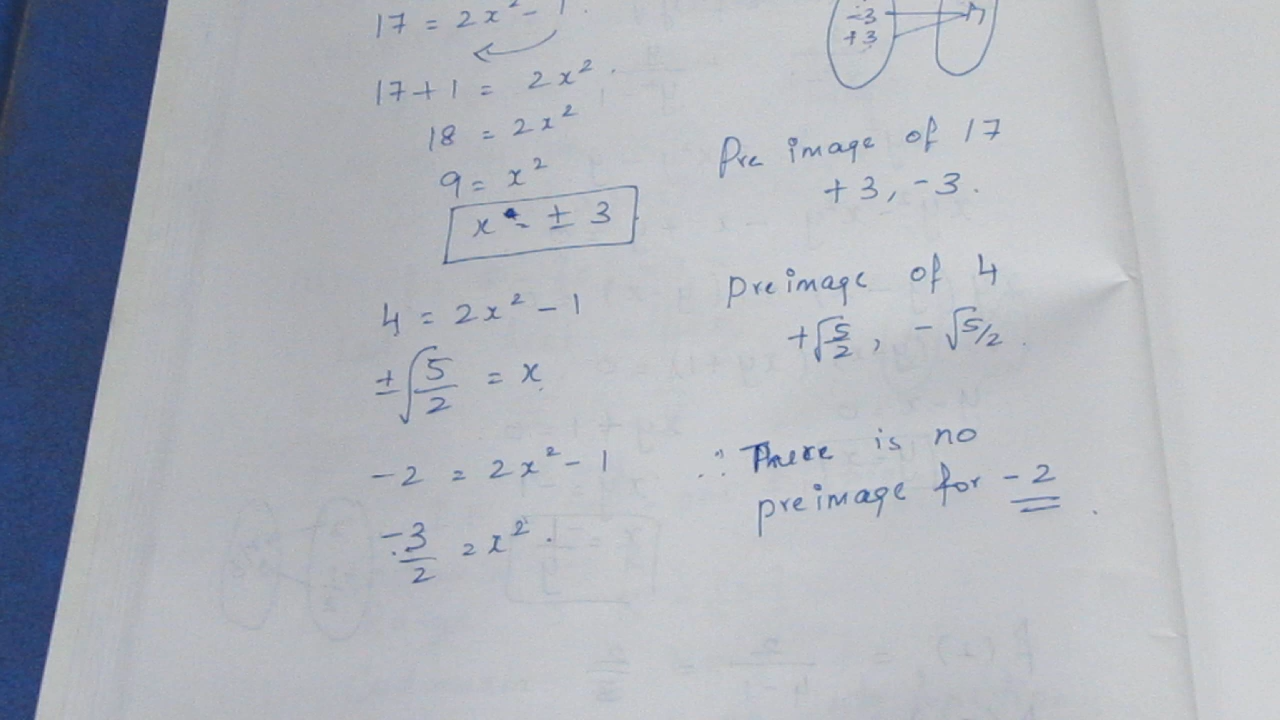 17 = 2x² - 1
17+1 = 2x²
18 = 2x²
9 = x²
x = ± 3
-3
+3
Pre image of 17
+3, -3.
4 = 2x² - 1
±√5/2 = x
preimage of 4
+√5/2, -√5/2.
-2 = 2x² - 1
-3/2 = x².
∴ There is no
preimage for -2.